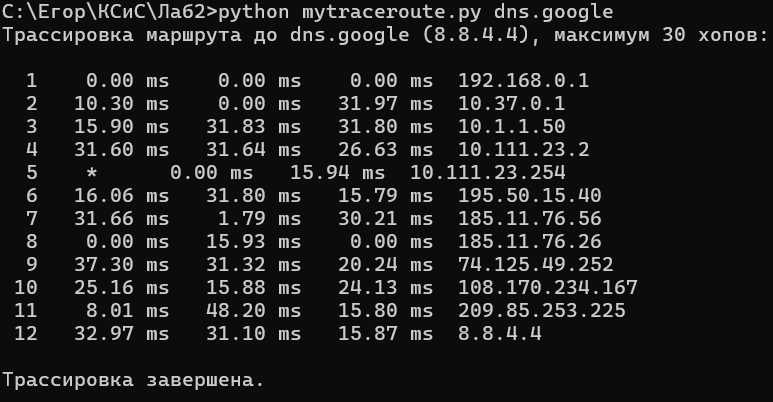 C:\Егор\КСиС\Лаб2>python mytraceroute.py dns.google
Трассировка маршрута до dns.google (8.8.4.4), максимум 30 хопов:
1 0.00 ms 0.00 ms 0.00 ms 192.168.0.1
2 10.30 ms 0.00 ms 31.97 ms 10.37.0.1
3 15.90 ms 31.83 ms 31.80 ms 10.1.1.50
4 31.60 ms 31.64 ms 26.63 ms 10.111.23.2
5 * 0.00 ms 15.94 ms 10.111.23.254
6 16.06 ms 31.80 ms 15.79 ms 195.50.15.40
7 31.66 ms 1.79 ms 30.21 ms 185.11.76.56
8 0.00 ms 15.93 ms 0.00 ms 185.11.76.26
9 37.30 ms 31.32 ms 20.24 ms 74.125.49.252
10 25.16 ms 15.88 ms 24.13 ms 108.170.234.167
11 8.01 ms 48.20 ms 15.80 ms 209.85.253.225
12 32.97 ms 31.10 ms 15.87 ms 8.8.4.4
Трассировка завершена.